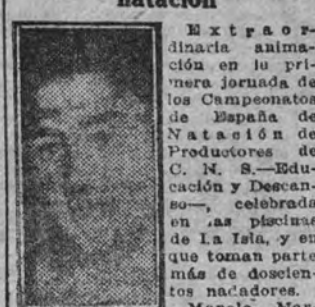 natación
Extraor-
dinaria anima-
ción en la pri-
mera jornada de
los Campeonatos
de España de
Natación de
Productores de
C. N. S.—Edu-
cación y Descan-
so—, celebrada
en las piscinas
de La Isla, y en
que toman parte
más de doscien-
tos nadadores.